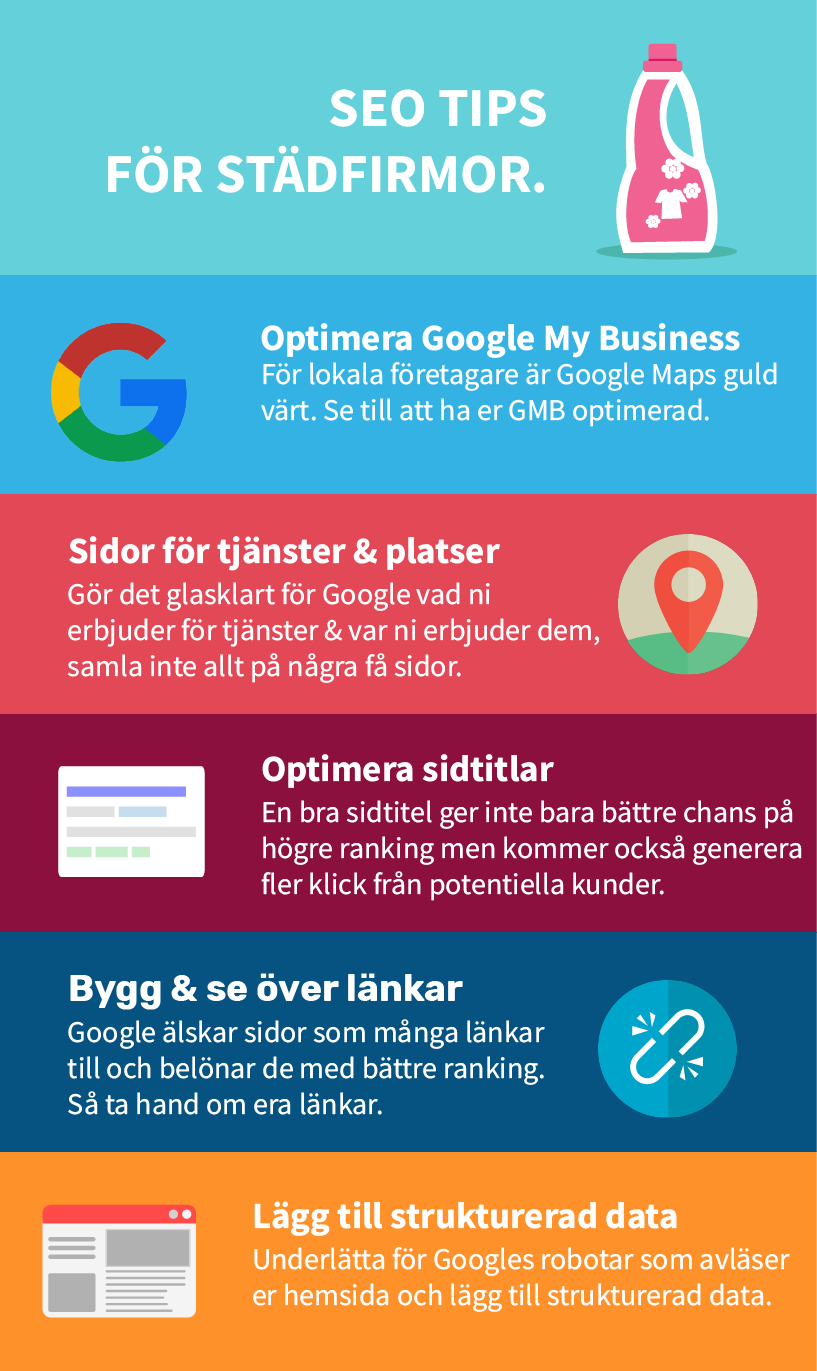 SEO TIPS
FÖR STÄDFIRMOR.
Optimera Google My Business
För lokala företagare är Google Maps guld
värt. Se till att ha er GMB optimerad.
Sidor för tjänster & platser
Gör det glasklart för Google vad ni
erbjuder för tjänster & var ni erbjuder dem,
samla inte allt på några få sidor.
Optimera sidtitlar
En bra sidtitel ger inte bara bättre chans på
högre ranking men kommer också generera
fler klick från potentiella kunder.
Bygg & se över länkar
Google älskar sidor som många länkar
till och belönar de med bättre ranking.
Så ta hand om era länkar.
Lägg till strukturerad data
Underlätta för Googles robotar som avläser
er hemsida och lägg till strukturerad data.